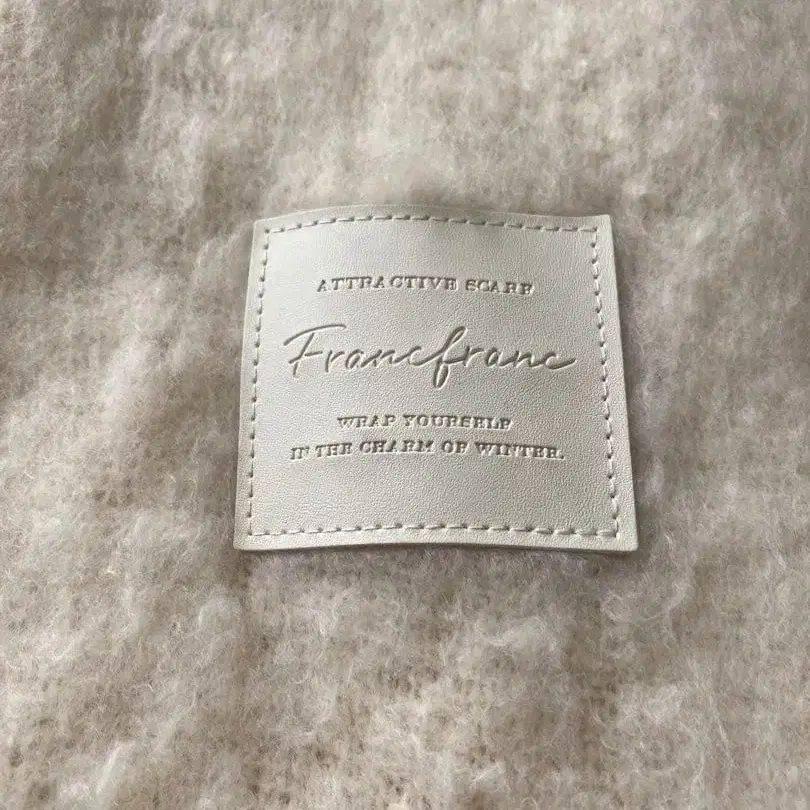 ATTRACTIVE SCARF
Francfranc
WRAP YOURSELF
IN THE CHARM OF WINTER.